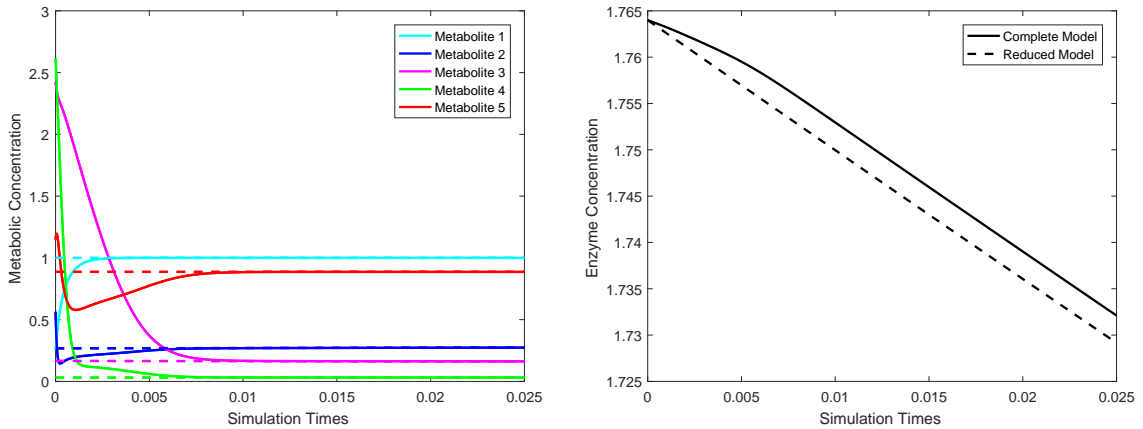 3
2.5
2
1.5
1
0.5
0
0
0.005
0.01
0.015
0.02
0.025
Metabolic Concentration
Simulation Times
Metabolite 1
Metabolite 2
Metabolite 3
Metabolite 4
Metabolite 5
1.765
1.76
1.755
1.75
1.745
1.74
1.735
1.73
1.725
0
0.005
0.01
0.015
0.02
0.025
Enzyme Concentration
Simulation Times
Complete Model
Reduced Model